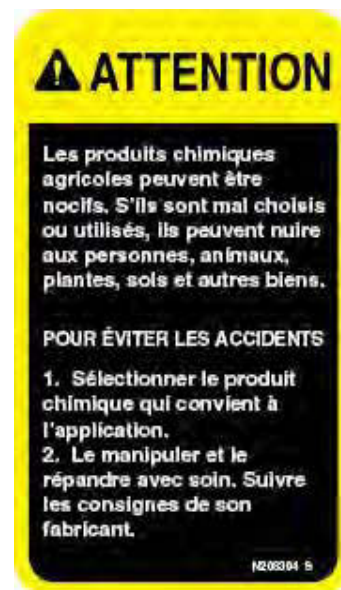 ATTENTION
Les produits chimiques
agricoles peuvent être
nocifs. S'ils sont mal choisis
ou utilisés, ils peuvent nuire
aux personnes, animaux,
plantes, sols et autres biens.
POUR ÉVITER LES ACCIDENTS
1. Sélectionner le produit
chimique qui convient à
l'application.
2. Le manipuler et le
répandre avec soin. Suivre
les consignes de son
fabricant.